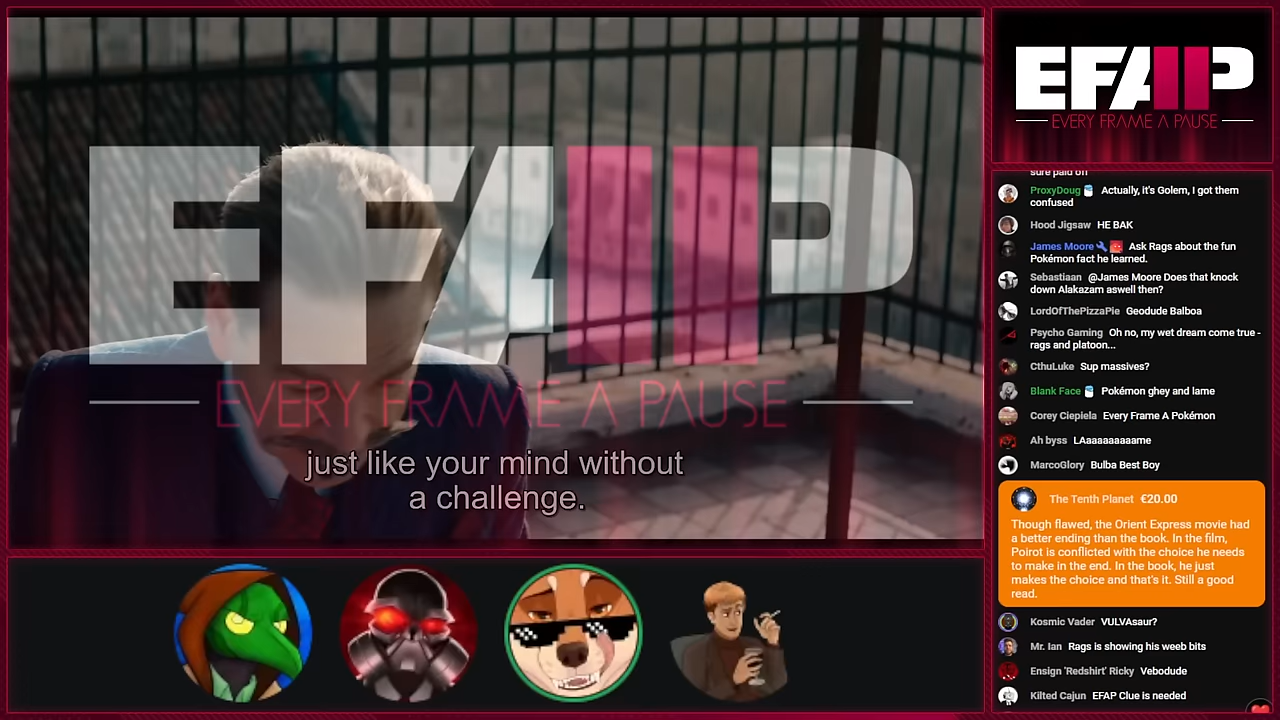 EFAP
EVERY FRAME A PAUSE
just like your mind without
a challenge.
EFAP
EVERY FRAME A PAUSE
sure paid off
ProxyDoug Actually, it's Golem, I got them
confused
Hood Jigsaw HE BAK
James Moore Ask Rags about the fun
Pokémon fact he learned.
Sebastiaan @James Moore Does that knock
down Alakazam aswell then?
LordOfThePizzaPie Geodude Balboa
Psycho Gaming Oh no, my wet dream come true -
rags and platoon...
CthuLuke Sup massives?
Blank Face Pokémon ghey and lame
Corey Ciepiela Every Frame A Pokémon
Ah byss LAaaaaaaaame
MarcoGlory Bulba Best Boy
The Tenth Planet €20.00
Though flawed, the Orient Express movie had
a better ending than the book. In the film,
Poirot is conflicted with the choice he needs
to make in the end. In the book, he just
makes the choice and that's it. Still a good
read.
Kosmic Vader VULVAsaur?
Mr. Ian Rags is showing his weeb bits
Ensign 'Redshirt' Ricky Vebodude
Kilted Cajun EFAP Clue is needed